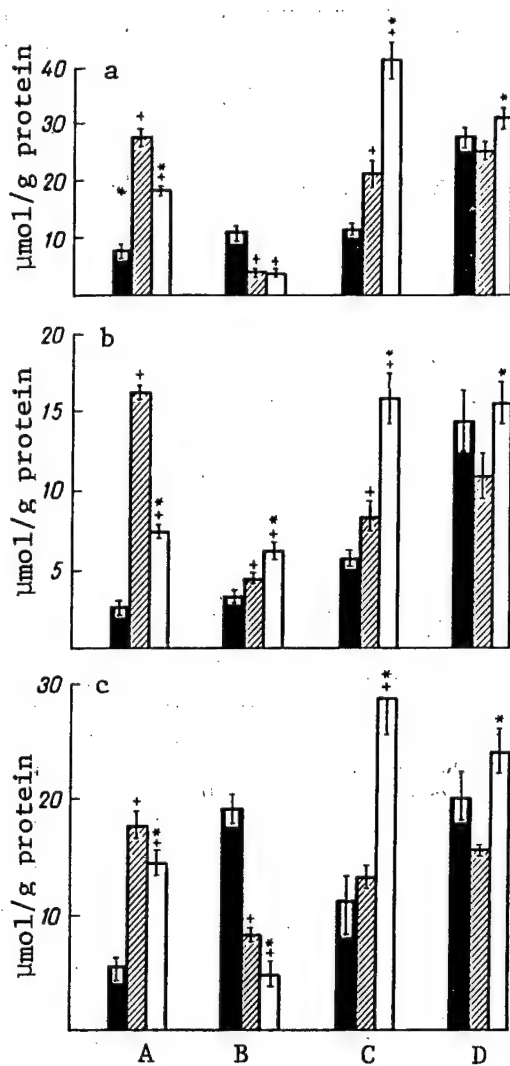 a
μmol/g protein
40
30
20
10
* + * + + + + * + *
b
μmol/g protein
20
15
10
5
+ * + + * + + * + *
c
μmol/g protein
30
20
10
+ * + + * + * + *
A B C D